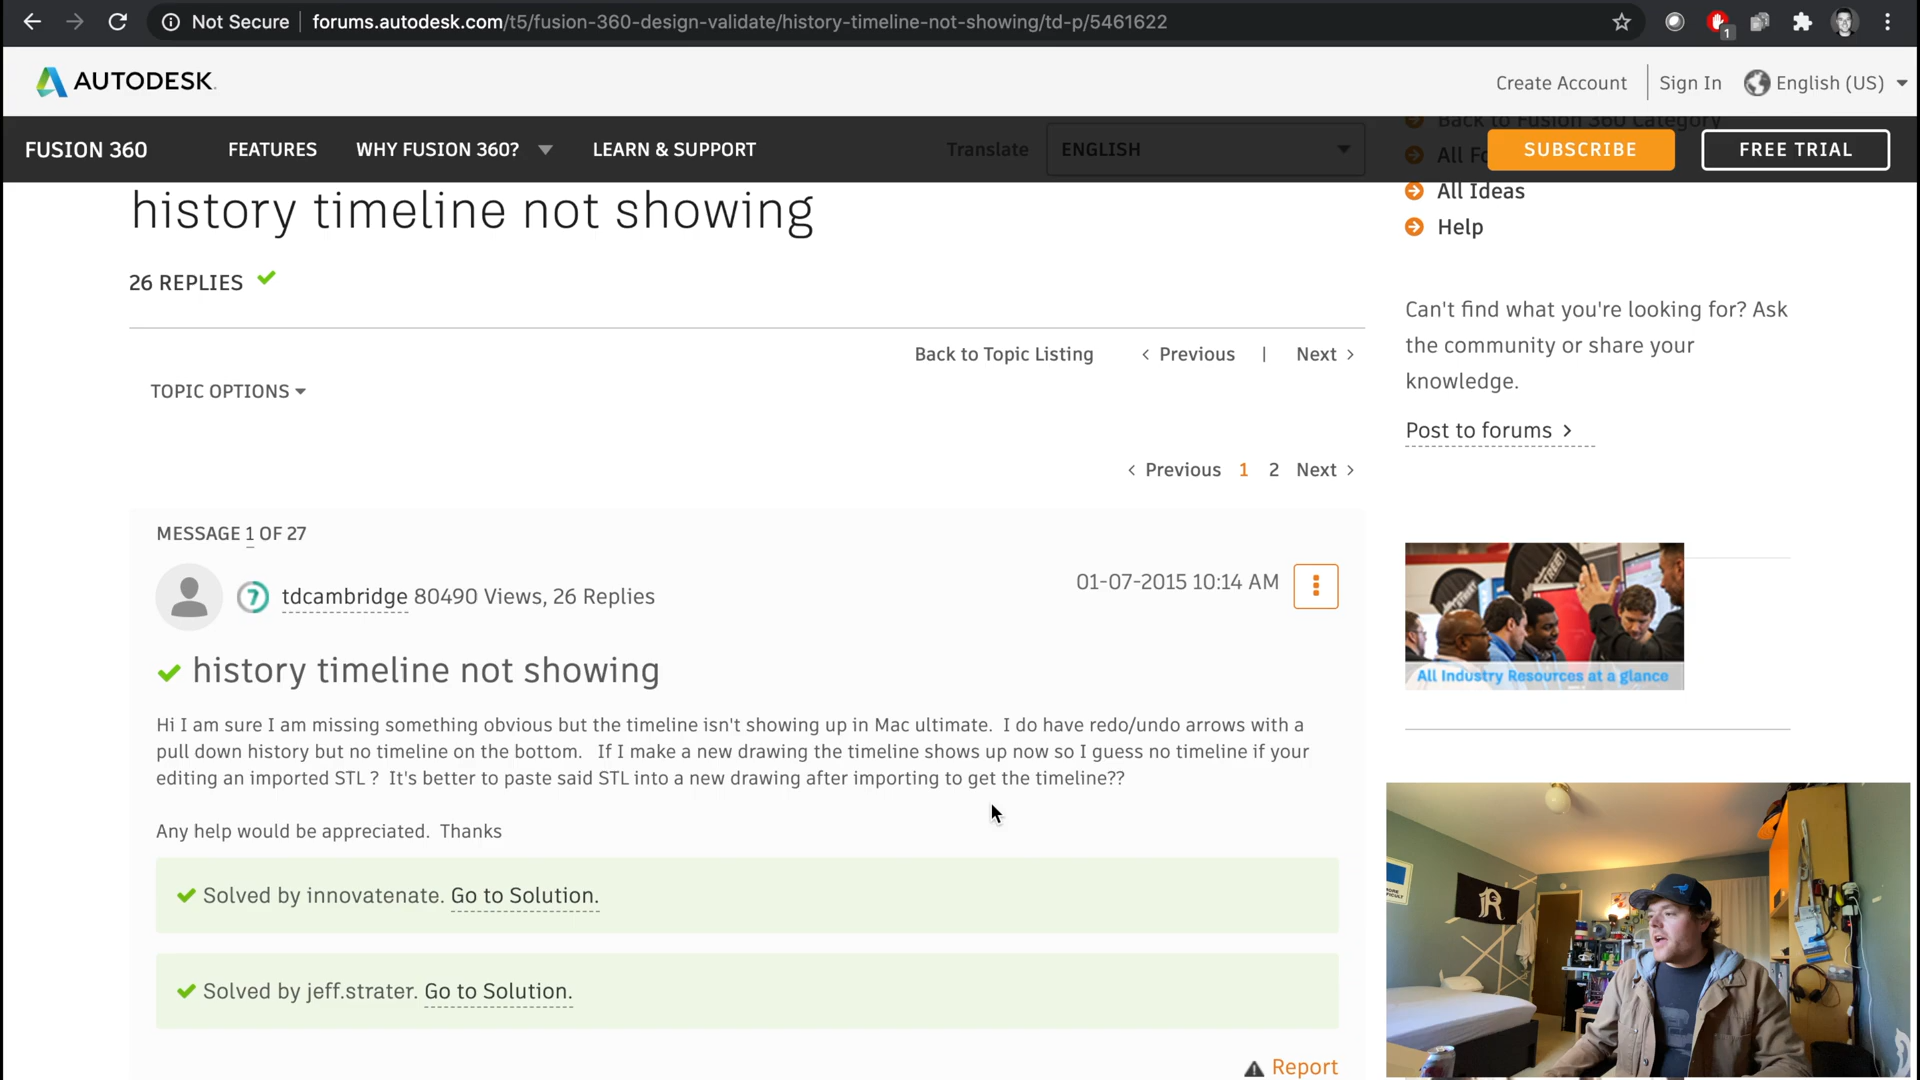 Not Secure | forums.autodesk.com/t5/fusion-360-design-validate/history-timeline-not-showing/td-p/5461622
1
AUTODESK.
Create Account
Sign In
English (US)
FUSION 360
FEATURES
WHY FUSION 360?
LEARN & SUPPORT
Translate
ENGLISH
Back to Fusion 360 Category
All Fo
SUBSCRIBE
FREE TRIAL
All Ideas
Help
history timeline not showing
26 REPLIES
Can't find what you're looking for? Ask
the community or share your
knowledge.
Post to forums >
Back to Topic Listing
< Previous | Next >
TOPIC OPTIONS
< Previous 1 2 Next >
MESSAGE 1 OF 27
7 tdcambridge 80490 Views, 26 Replies
01-07-2015 10:14 AM
history timeline not showing
Hi I am sure I am missing something obvious but the timeline isn't showing up in Mac ultimate. I do have redo/undo arrows with a
pull down history but no timeline on the bottom. If I make a new drawing the timeline shows up now so I guess no timeline if your
editing an imported STL ? It's better to paste said STL into a new drawing after importing to get the timeline??
Any help would be appreciated. Thanks
Solved by innovatenate. Go to Solution.
Solved by jeff.strater. Go to Solution.
Report
All Industry Resources at a glance
R